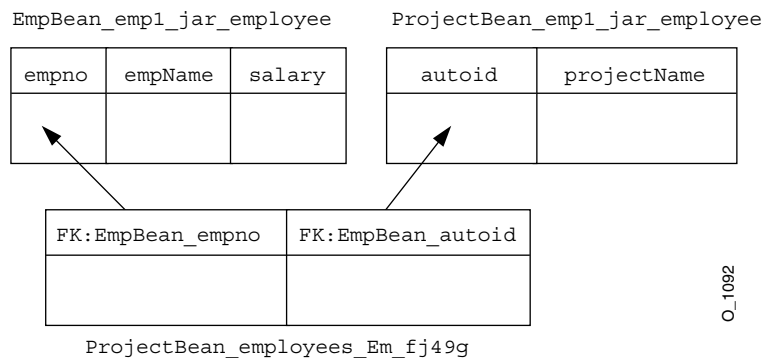 EmpBean_emp1_jar_employee ProjectBean_emp1_jar_employee
empno empName salary autoid projectName
FK:EmpBean_empno FK:EmpBean_autoid
O_1092
ProjectBean_employees_Em_fj49g